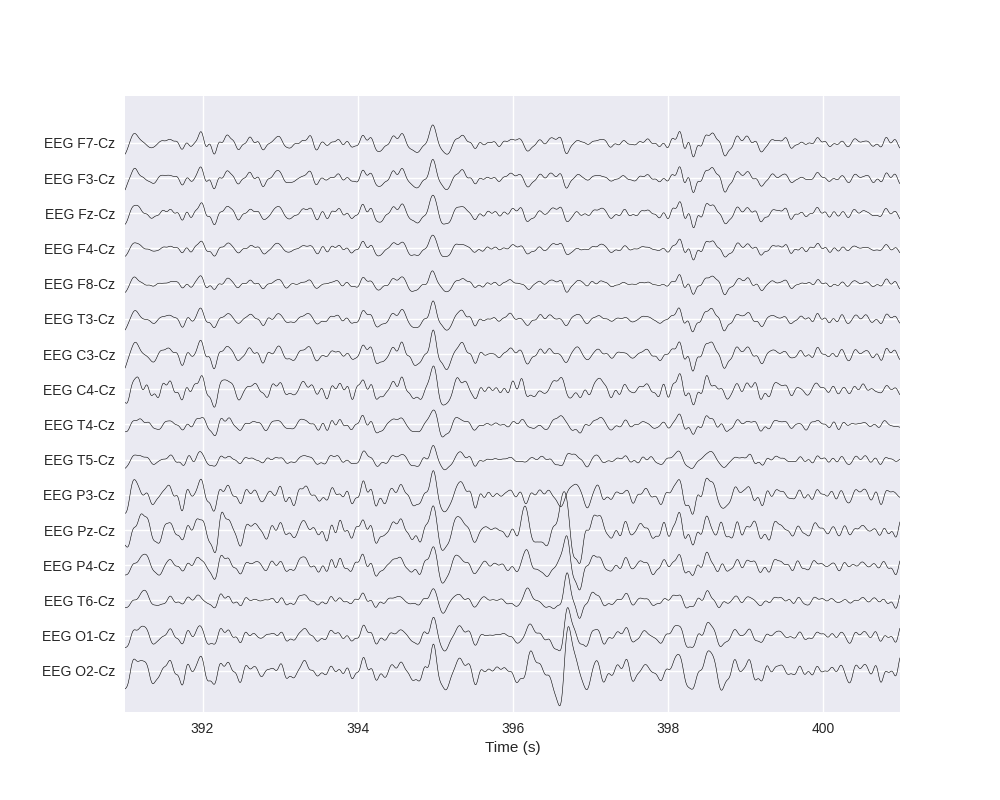 EEG F7-Cz
EEG F3-Cz
EEG Fz-Cz
EEG F4-Cz
EEG F8-Cz
EEG T3-Cz
EEG C3-Cz
EEG C4-Cz
EEG T4-Cz
EEG T5-Cz
EEG P3-Cz
EEG Pz-Cz
EEG P4-Cz
EEG T6-Cz
EEG O1-Cz
EEG O2-Cz
392 394 396 398 400
Time (s)